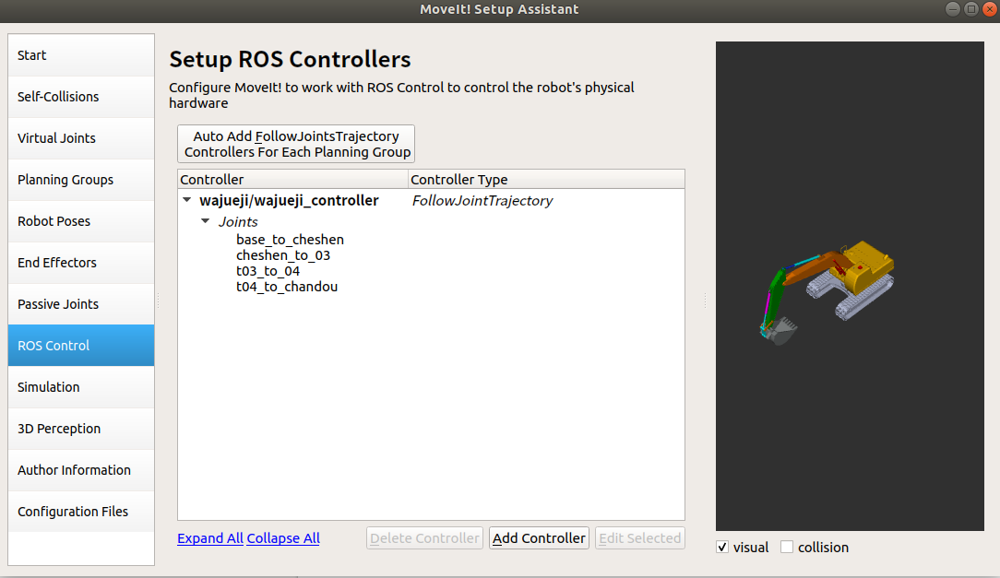 MoveIt! Setup Assistant
Start
Self-Collisions
Virtual Joints
Planning Groups
Robot Poses
End Effectors
Passive Joints
ROS Control
Simulation
3D Perception
Author Information
Configuration Files
Setup ROS Controllers
Configure MoveIt! to work with ROS Control to control the robot's physical
hardware
Auto Add FollowJointsTrajectory
Controllers For Each Planning Group
Controller Controller Type
wajueji/wajueji_controller FollowJointTrajectory
Joints
base_to_cheshen
cheshen_to_03
t03_to_04
t04_to_chandou
Expand All Collapse All Delete Controller Add Controller Edit Selected
visual collision